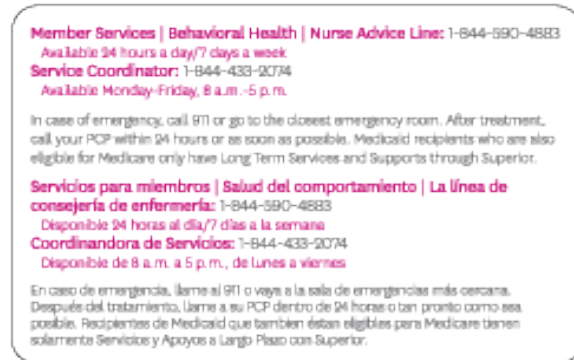 Member Services | Behavioral Health | Nurse Advice Line: 1-844-590-4883
Available 24 hours a day/7 days a week
Service Coordinator: 1-844-433-2074
Available Monday-Friday, 8 a.m.-5 p.m.
In case of emergency, call 911 or go to the closest emergency room. After treatment,
call your PCP within 24 hours or as soon as possible. Medicaid recipients who are also
eligible for Medicare only have Long Term Services and Supports through Superior.
Servicios para miembros | Salud del comportamiento | La línea de
consejería de enfermería: 1-844-590-4883
Disponible 24 horas al día/7 días a la semana
Coordinandora de Servicios: 1-844-433-2074
Disponible de 8 a.m. a 5 p.m., de lunes a viernes
En caso de emergencia, llame al 911 o vaya a la sala de emergencias más cercana.
Después del tratamiento, llame a su PCP dentro de 24 horas o tan pronto como sea
posible. Recipientes de Medicaid que tambien éstan eligibles para Medicare tienen
solamente Servicios y Apoyos a Largo Plazo con Superior.